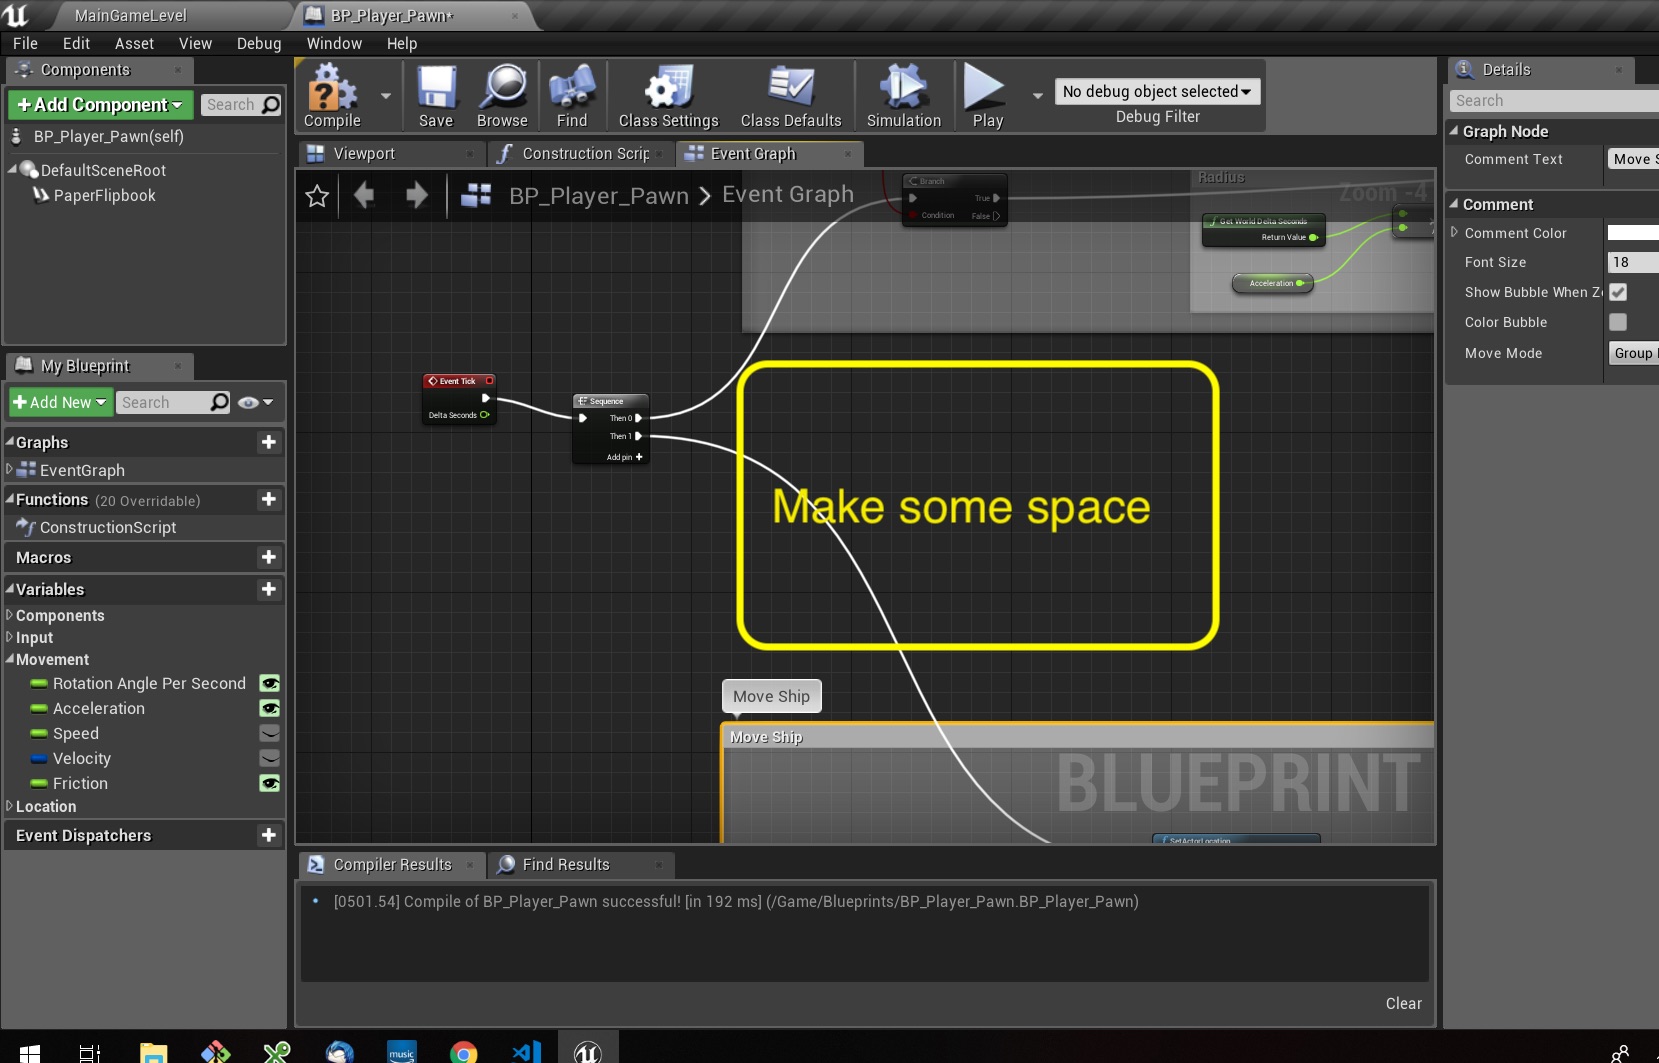 MainGameLevel
BP_Player_Pawn*
File Edit Asset View Debug Window Help
Components
+Add Component
Search
BP_Player_Pawn(self)
DefaultSceneRoot
PaperFlipbook
My Blueprint
+Add New
Search
Graphs
EventGraph
Functions (20 Overridable)
ConstructionScript
Macros
Variables
Components
Input
Movement
Rotation Angle Per Second
Acceleration
Speed
Velocity
Friction
Location
Event Dispatchers
Compile
Save
Browse
Find
Class Settings
Class Defaults
Simulation
Play
No debug object selected
Debug Filter
Viewport
Construction Scrip
Event Graph
BP_Player_Pawn > Event Graph
Zoom -4
Branch
True
Condition
False
Radius
Get World Delta Seconds
Return Value
Acceleration
Event Tick
Delta Seconds
Sequence
Then 0
Then 1
Add pin +
Make some space
Move Ship
Move Ship
BLUEPRINT
SetActorLocation
Compiler Results
Find Results
[0501.54] Compile of BP_Player_Pawn successful! [in 192 ms] (/Game/Blueprints/BP_Player_Pawn.BP_Player_Pawn)
Clear
Details
Search
Graph Node
Comment Text
Move S
Comment
Comment Color
Font Size
18
Show Bubble When Z
Color Bubble
Move Mode
Group
music